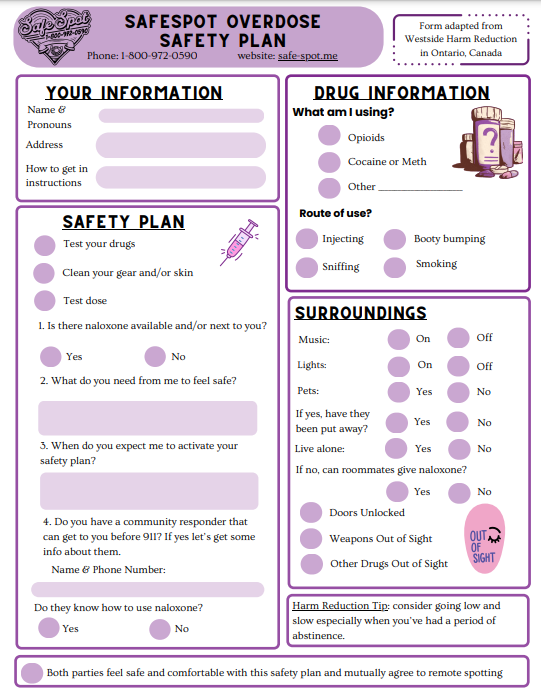 Safe Spot
1-800-972-0590
SAFESPOT OVERDOSE
SAFETY PLAN
Phone: 1-800-972-0590 website: safe-spot.me
Form adapted from
Westside Harm Reduction
in Ontario, Canada
YOUR INFORMATION
Name &
Pronouns
Address
How to get in
instructions
SAFETY PLAN
Test your drugs
Clean your gear and/or skin
Test dose
1. Is there naloxone available and/or next to you?
Yes No
2. What do you need from me to feel safe?
3. When do you expect me to activate your
safety plan?
4. Do you have a community responder that
can get to you before 911? If yes let's get some
info about them.
Name & Phone Number:
Do they know how to use naloxone?
Yes No
DRUG INFORMATION
What am I using?
Opioids
Cocaine or Meth
Other _______________
?
Route of use?
Injecting Booty bumping
Sniffing Smoking
SURROUNDINGS
Music: On Off
Lights: On Off
Pets: Yes No
If yes, have they
been put away? Yes No
Live alone: Yes No
If no, can roommates give naloxone?
Yes No
Doors Unlocked
Weapons Out of Sight
Other Drugs Out of Sight
OUT
OF
SIGHT
Harm Reduction Tip: consider going low and
slow especially when you've had a period of
abstinence.
Both parties feel safe and comfortable with this safety plan and mutually agree to remote spotting